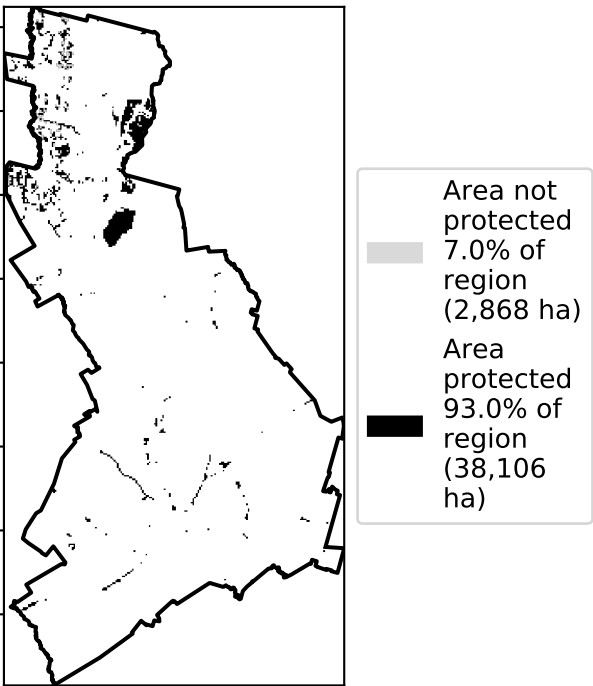 Area not
protected
7.0% of
region
(2,868 ha)
Area
protected
93.0% of
region
(38,106
ha)